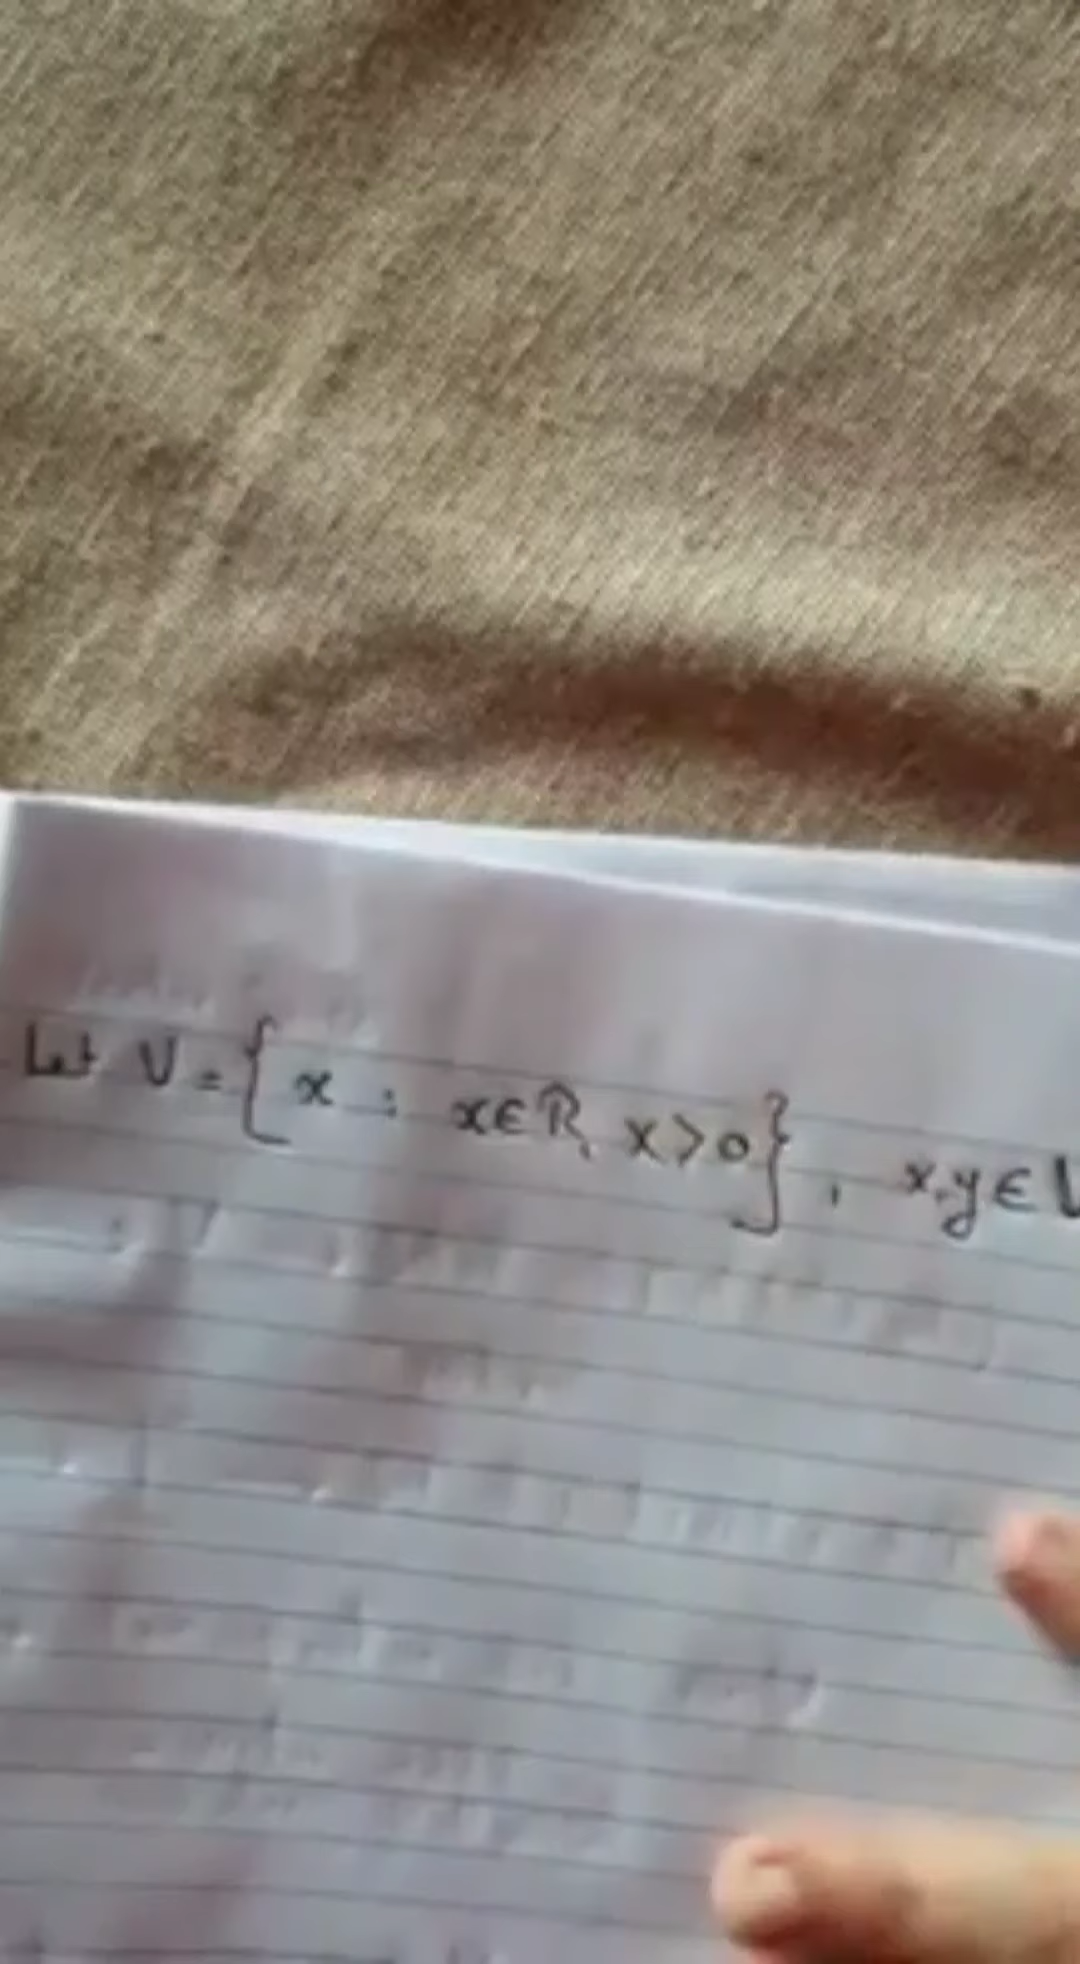 Let V = { x : x ∈ ℝ, x > 0 } , x,y ∈ V